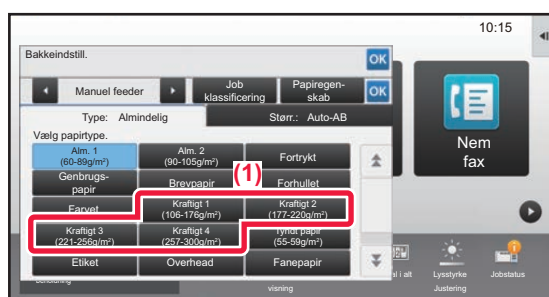 10:15
Bakkeindstill.
OK
Manuel feeder
Job
klassificering
Papiregen-
skab
OK
Type: Almindelig
Størr.: Auto-AB
Vælg papirtype.
Alm. 1
(60-89g/m²)
Alm. 2
(90-105g/m²)
Fortrykt
Genbrugs-
papir
Brevpapir
(1)
Forhullet
Farvet
Kraftigt 1
(106-176g/m²)
Kraftigt 2
(177-220g/m²)
Kraftigt 3
(221-256g/m²)
Kraftigt 4
(257-300g/m²)
Tyndt papir
(55-59g/m²)
Etiket
Overhead
Fanepapir
Nem
fax
al i alt
Lysstyrke
Jobstatus
visning
Justering